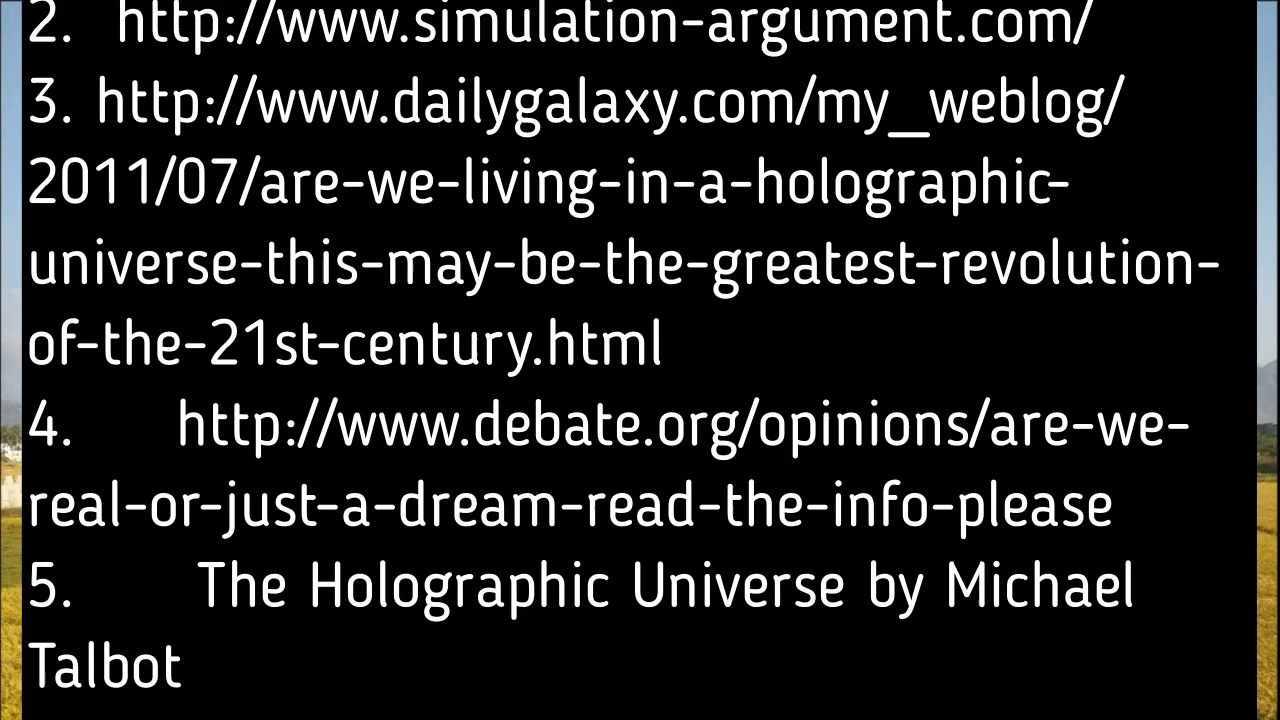 2. http://www.simulation-argument.com/
3. http://www.dailygalaxy.com/my_weblog/
2011/07/are-we-living-in-a-holographic-
universe-this-may-be-the-greatest-revolution-
of-the-21st-century.html
4. http://www.debate.org/opinions/are-we-
real-or-just-a-dream-read-the-info-please
5. The Holographic Universe by Michael
Talbot